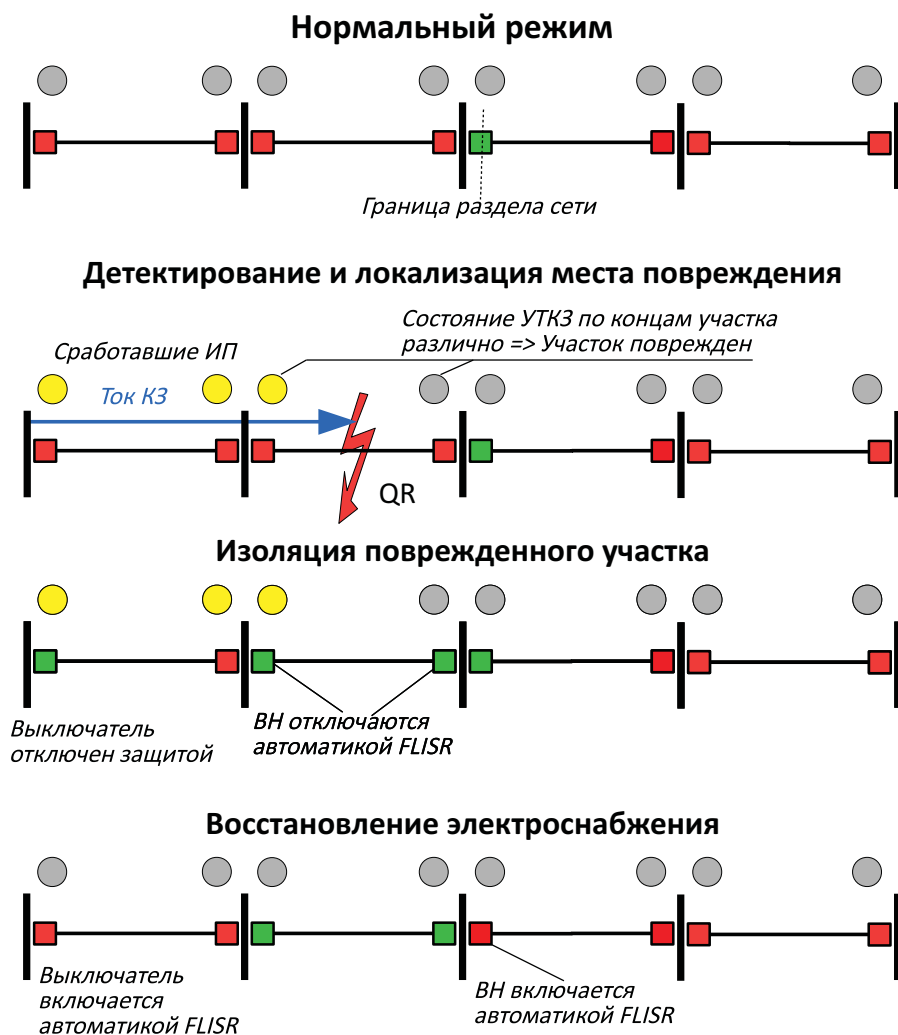 Нормальный режим
Граница раздела сети
Детектирование и локализация места повреждения
Состояние УТКЗ по концам участка
различно => Участок поврежден
Сработавшие ИП
Ток КЗ
QR
Изоляция поврежденного участка
Выключатель
отключен защитой
ВН отключаются
автоматикой FLISR
Восстановление электроснабжения
Выключатель
включается
автоматикой FLISR
ВН включается
автоматикой FLISR